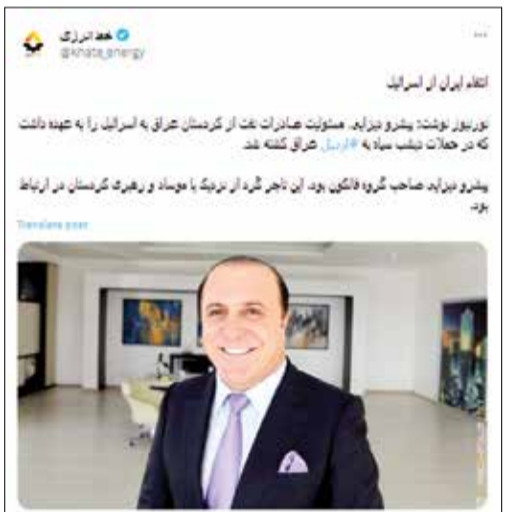 خط انرژی
@khate_energy
انتقام ایران از اسرائیل
نورنیوز نوشت: پیشرو دیزایی، مسئولیت صادرات نفت از کردستان عراق به اسرائیل را به عهده داشت
که در حملات دیشب سپاه به #اربیل عراق کشته شد.
پیشرو دیزایی صاحب گروه فالکون بود. این تاجر کُرد از نزدیک با موساد و رهبری کردستان در ارتباط
بود.
Translate post